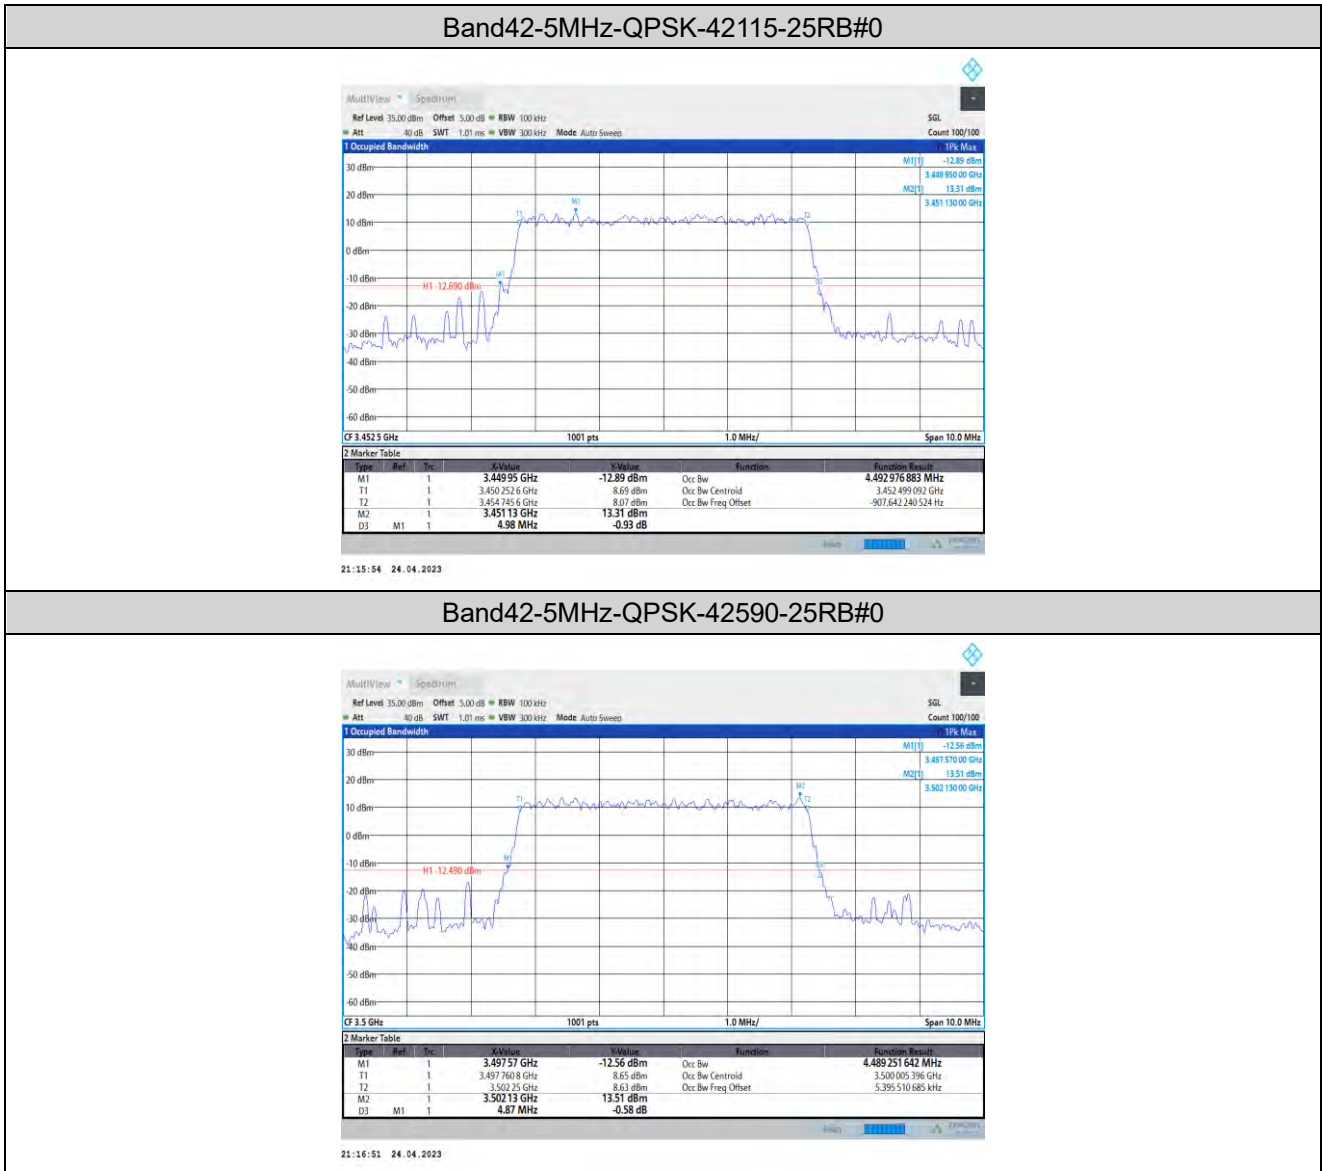 Band42-5MHz-QPSK-42115-25RB#0
MultiView Spectrum
Ref Level 35.00 dBm Offset 5.00 dB RBW 100 kHz SGL
Att 40 dB SWT 1.01 ms VBW 300 kHz Mode Auto Sweep Count 100/100
1 Occupied Bandwidth 1Pk Max
M1[1] -12.89 dBm
3.449 950 00 GHz
M2[1] 13.31 dBm
3.451 130 00 GHz
30 dBm
20 dBm
M2
T1 T2
10 dBm
0 dBm
-10 dBm
M1
H1 -12.690 dBm
D3
-20 dBm
-30 dBm
-40 dBm
-50 dBm
-60 dBm
CF 3.4525 GHz 1001 pts 1.0 MHz/ Span 10.0 MHz
2 Marker Table
Type Ref Trc X-Value Y-Value Function Function Result
M1 1 3.449 95 GHz -12.89 dBm Occ Bw 4.492 976 883 MHz
T1 1 3.450 252 6 GHz 8.69 dBm Occ Bw Centroid 3.452 499 092 GHz
T2 1 3.454 745 6 GHz 8.07 dBm Occ Bw Freq Offset -907.642 240 524 Hz
M2 1 3.451 13 GHz 13.31 dBm
D3 M1 1 4.98 MHz -0.93 dB
21:15:54 24.04.2023
Band42-5MHz-QPSK-42590-25RB#0
MultiView Spectrum
Ref Level 35.00 dBm Offset 5.00 dB RBW 100 kHz SGL
Att 40 dB SWT 1.01 ms VBW 300 kHz Mode Auto Sweep Count 100/100
1 Occupied Bandwidth 1Pk Max
M1[1] -12.56 dBm
3.497 570 00 GHz
M2[1] 13.51 dBm
3.502 130 00 GHz
30 dBm
20 dBm
M2
T1 T2
10 dBm
0 dBm
M1
-10 dBm
H1 -12.490 dBm
-20 dBm
-30 dBm
-40 dBm
-50 dBm
-60 dBm
CF 3.5 GHz 1001 pts 1.0 MHz/ Span 10.0 MHz
2 Marker Table
Type Ref Trc X-Value Y-Value Function Function Result
M1 1 3.497 57 GHz -12.56 dBm Occ Bw 4.489 251 642 MHz
T1 1 3.497 760 8 GHz 8.65 dBm Occ Bw Centroid 3.500 005 396 GHz
T2 1 3.502 25 GHz 8.63 dBm Occ Bw Freq Offset 5.395 510 685 kHz
M2 1 3.502 13 GHz 13.51 dBm
D3 M1 1 4.87 MHz -0.58 dB
21:16:51 24.04.2023